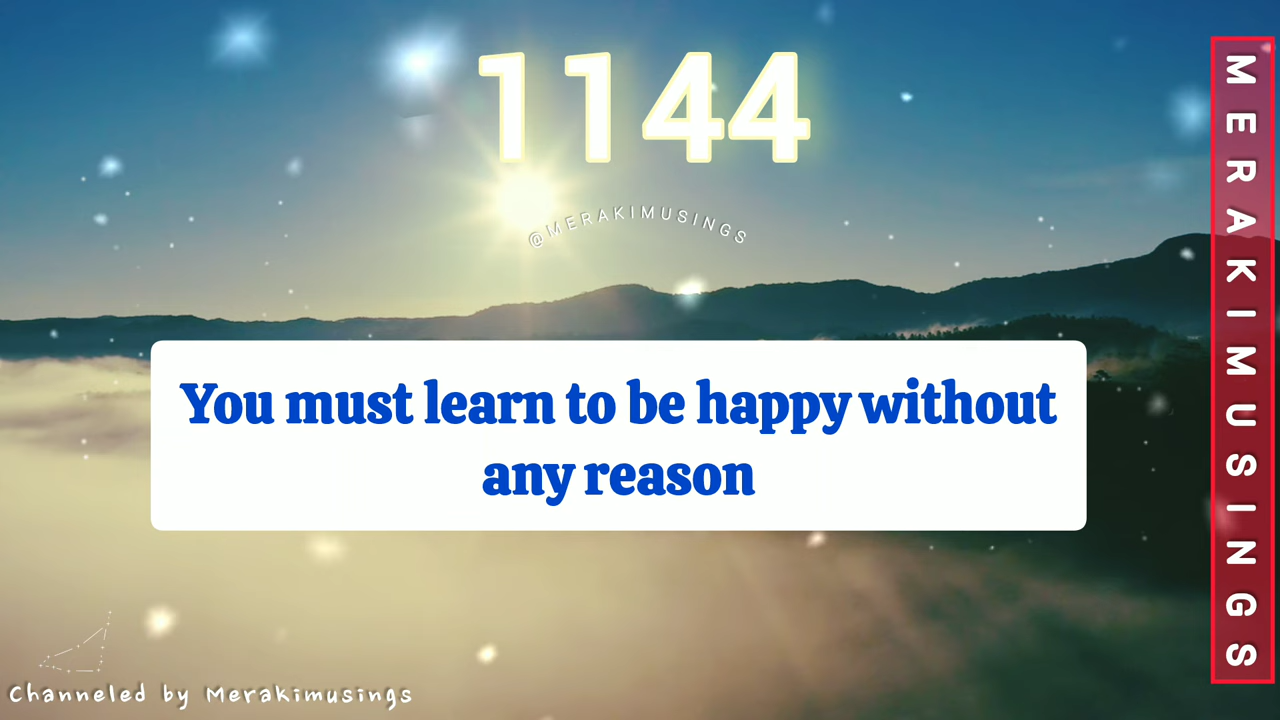 1144
@MERAKIMUSINGS
You must learn to be happy without
any reason
MERAKIMUSINGS
Channeled by Merakimusings